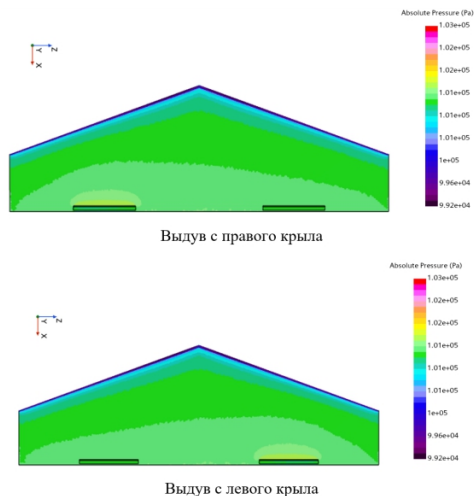 Absolute Pressure (Pa)
1.03e+05
1.02e+05
1.02e+05
1.01e+05
1.01e+05
1.01e+05
1e+05
9.96e+04
9.92e+04
Z
Y
X
Выдув с правого крыла
Absolute Pressure (Pa)
1.03e+05
1.02e+05
1.02e+05
1.01e+05
1.01e+05
1.01e+05
1e+05
9.96e+04
9.92e+04
Z
Y
X
Выдув с левого крыла